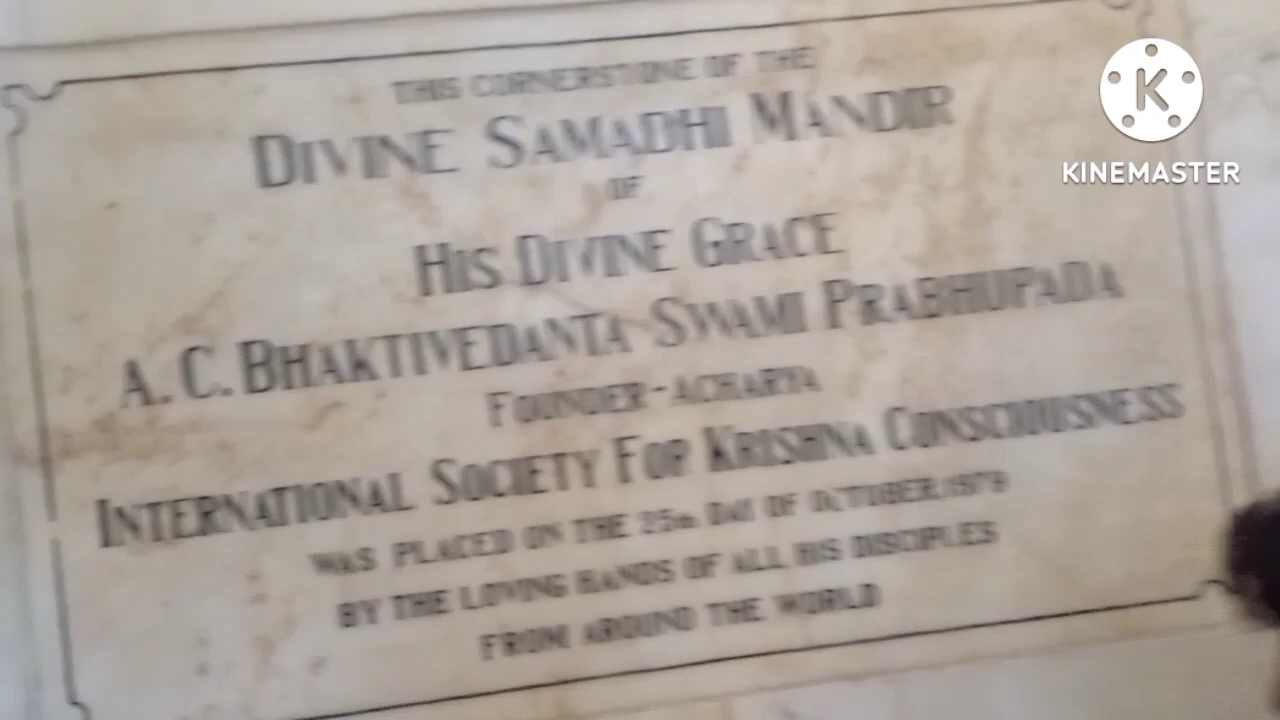 THIS CORNERSTONE OF THE
DIVINE SAMADHI MANDIR
OF
HIS DIVINE GRACE
A. C. BHAKTIVEDANTA SWAMI PRABHUPADA
FOUNDER-ACHARYA
INTERNATIONAL SOCIETY FOR KRISHNA CONSCIOUSNESS
WAS PLACED ON THE 25th DAY OF OCTOBER,
BY THE LOVING HANDS OF ALL HIS DISCIPLES
FROM AROUND THE WORLD
K
KINEMASTER